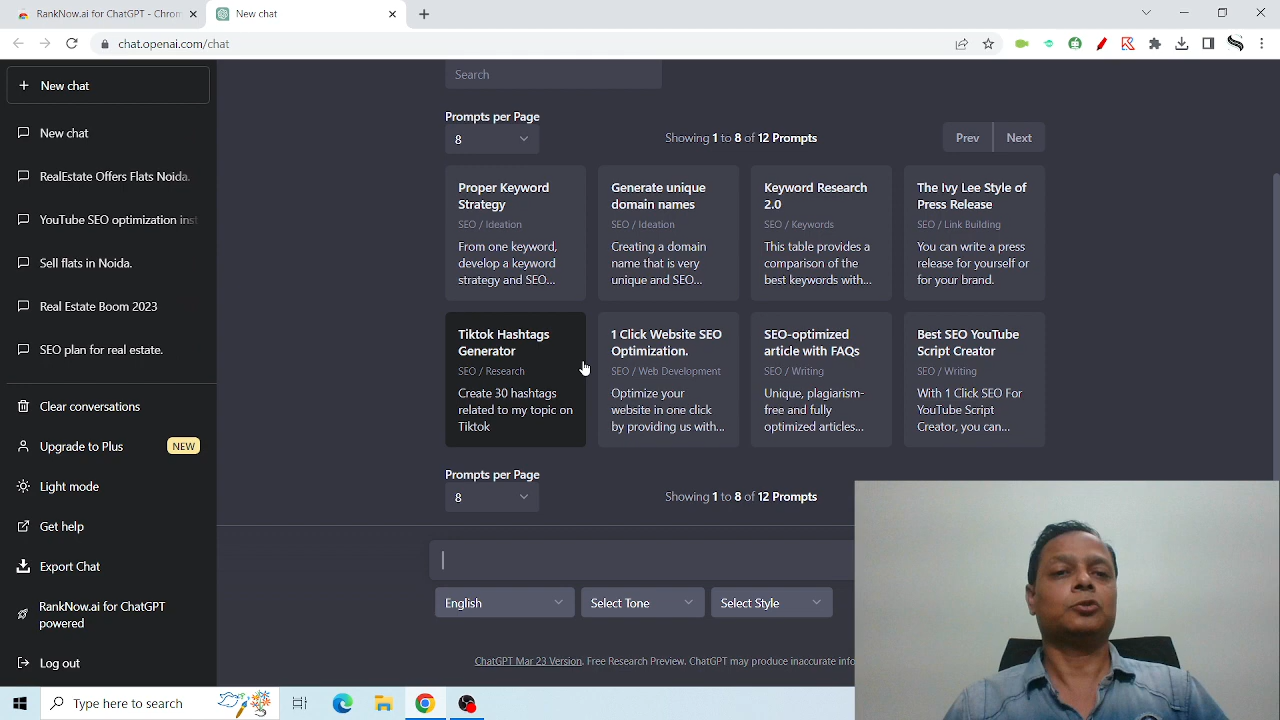 RankNow.ai for ChatGPT - Chrom
New chat
chat.openai.com/chat
New chat
New chat
RealEstate Offers Flats Noida.
YouTube SEO optimization inst
Sell flats in Noida.
Real Estate Boom 2023
SEO plan for real estate.
Clear conversations
Upgrade to Plus
NEW
Light mode
Get help
Export Chat
RankNow.ai for ChatGPT
powered
Log out
Search
Prompts per Page
8
Showing 1 to 8 of 12 Prompts
Prev
Next
Proper Keyword
Strategy
SEO / Ideation
From one keyword,
develop a keyword
strategy and SEO...
Generate unique
domain names
SEO / Ideation
Creating a domain
name that is very
unique and SEO...
Keyword Research
2.0
SEO / Keywords
This table provides a
comparison of the
best keywords with...
The Ivy Lee Style of
Press Release
SEO / Link Building
You can write a press
release for yourself or
for your brand.
Tiktok Hashtags
Generator
SEO / Research
Create 30 hashtags
related to my topic on
Tiktok
1 Click Website SEO
Optimization.
SEO / Web Development
Optimize your
website in one click
by providing us with...
SEO-optimized
article with FAQs
SEO / Writing
Unique, plagiarism-
free and fully
optimized articles...
Best SEO YouTube
Script Creator
SEO / Writing
With 1 Click SEO For
YouTube Script
Creator, you can...
Prompts per Page
8
Showing 1 to 8 of 12 Prompts
English
Select Tone
Select Style
ChatGPT Mar 23 Version. Free Research Preview. ChatGPT may produce inaccurate info
Type here to search